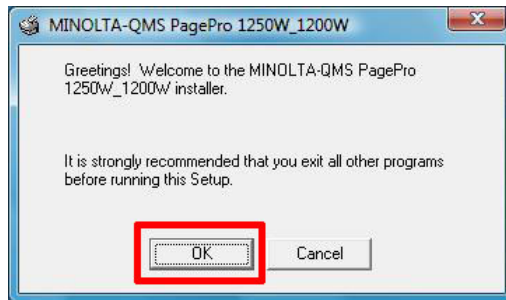 MINOLTA-QMS PagePro 1250W_1200W
Greetings! Welcome to the MINOLTA-QMS PagePro
1250W_1200W installer.
It is strongly recommended that you exit all other programs
before running this Setup.
OK Cancel